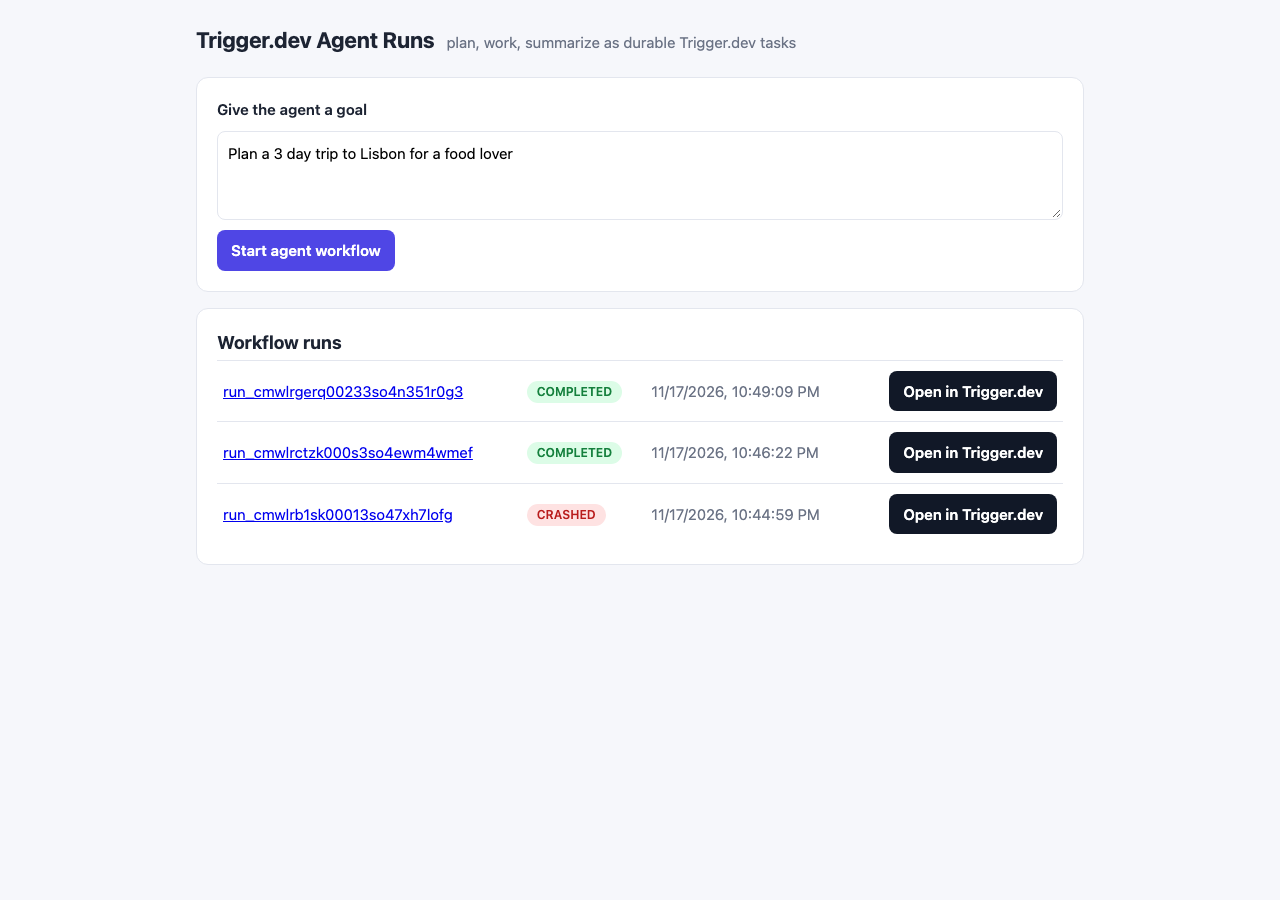 Trigger.dev Agent Runs plan, work, summarize as durable Trigger.dev tasks
Give the agent a goal
Plan a 3 day trip to Lisbon for a food lover
Start agent workflow
Workflow runs
run_cmwlrgerq00233so4n351r0g3 COMPLETED 11/17/2026, 10:49:09 PM Open in Trigger.dev
run_cmwlrctzk000s3so4ewm4wmef COMPLETED 11/17/2026, 10:46:22 PM Open in Trigger.dev
run_cmwlrb1sk00013so47xh7lofg CRASHED 11/17/2026, 10:44:59 PM Open in Trigger.dev